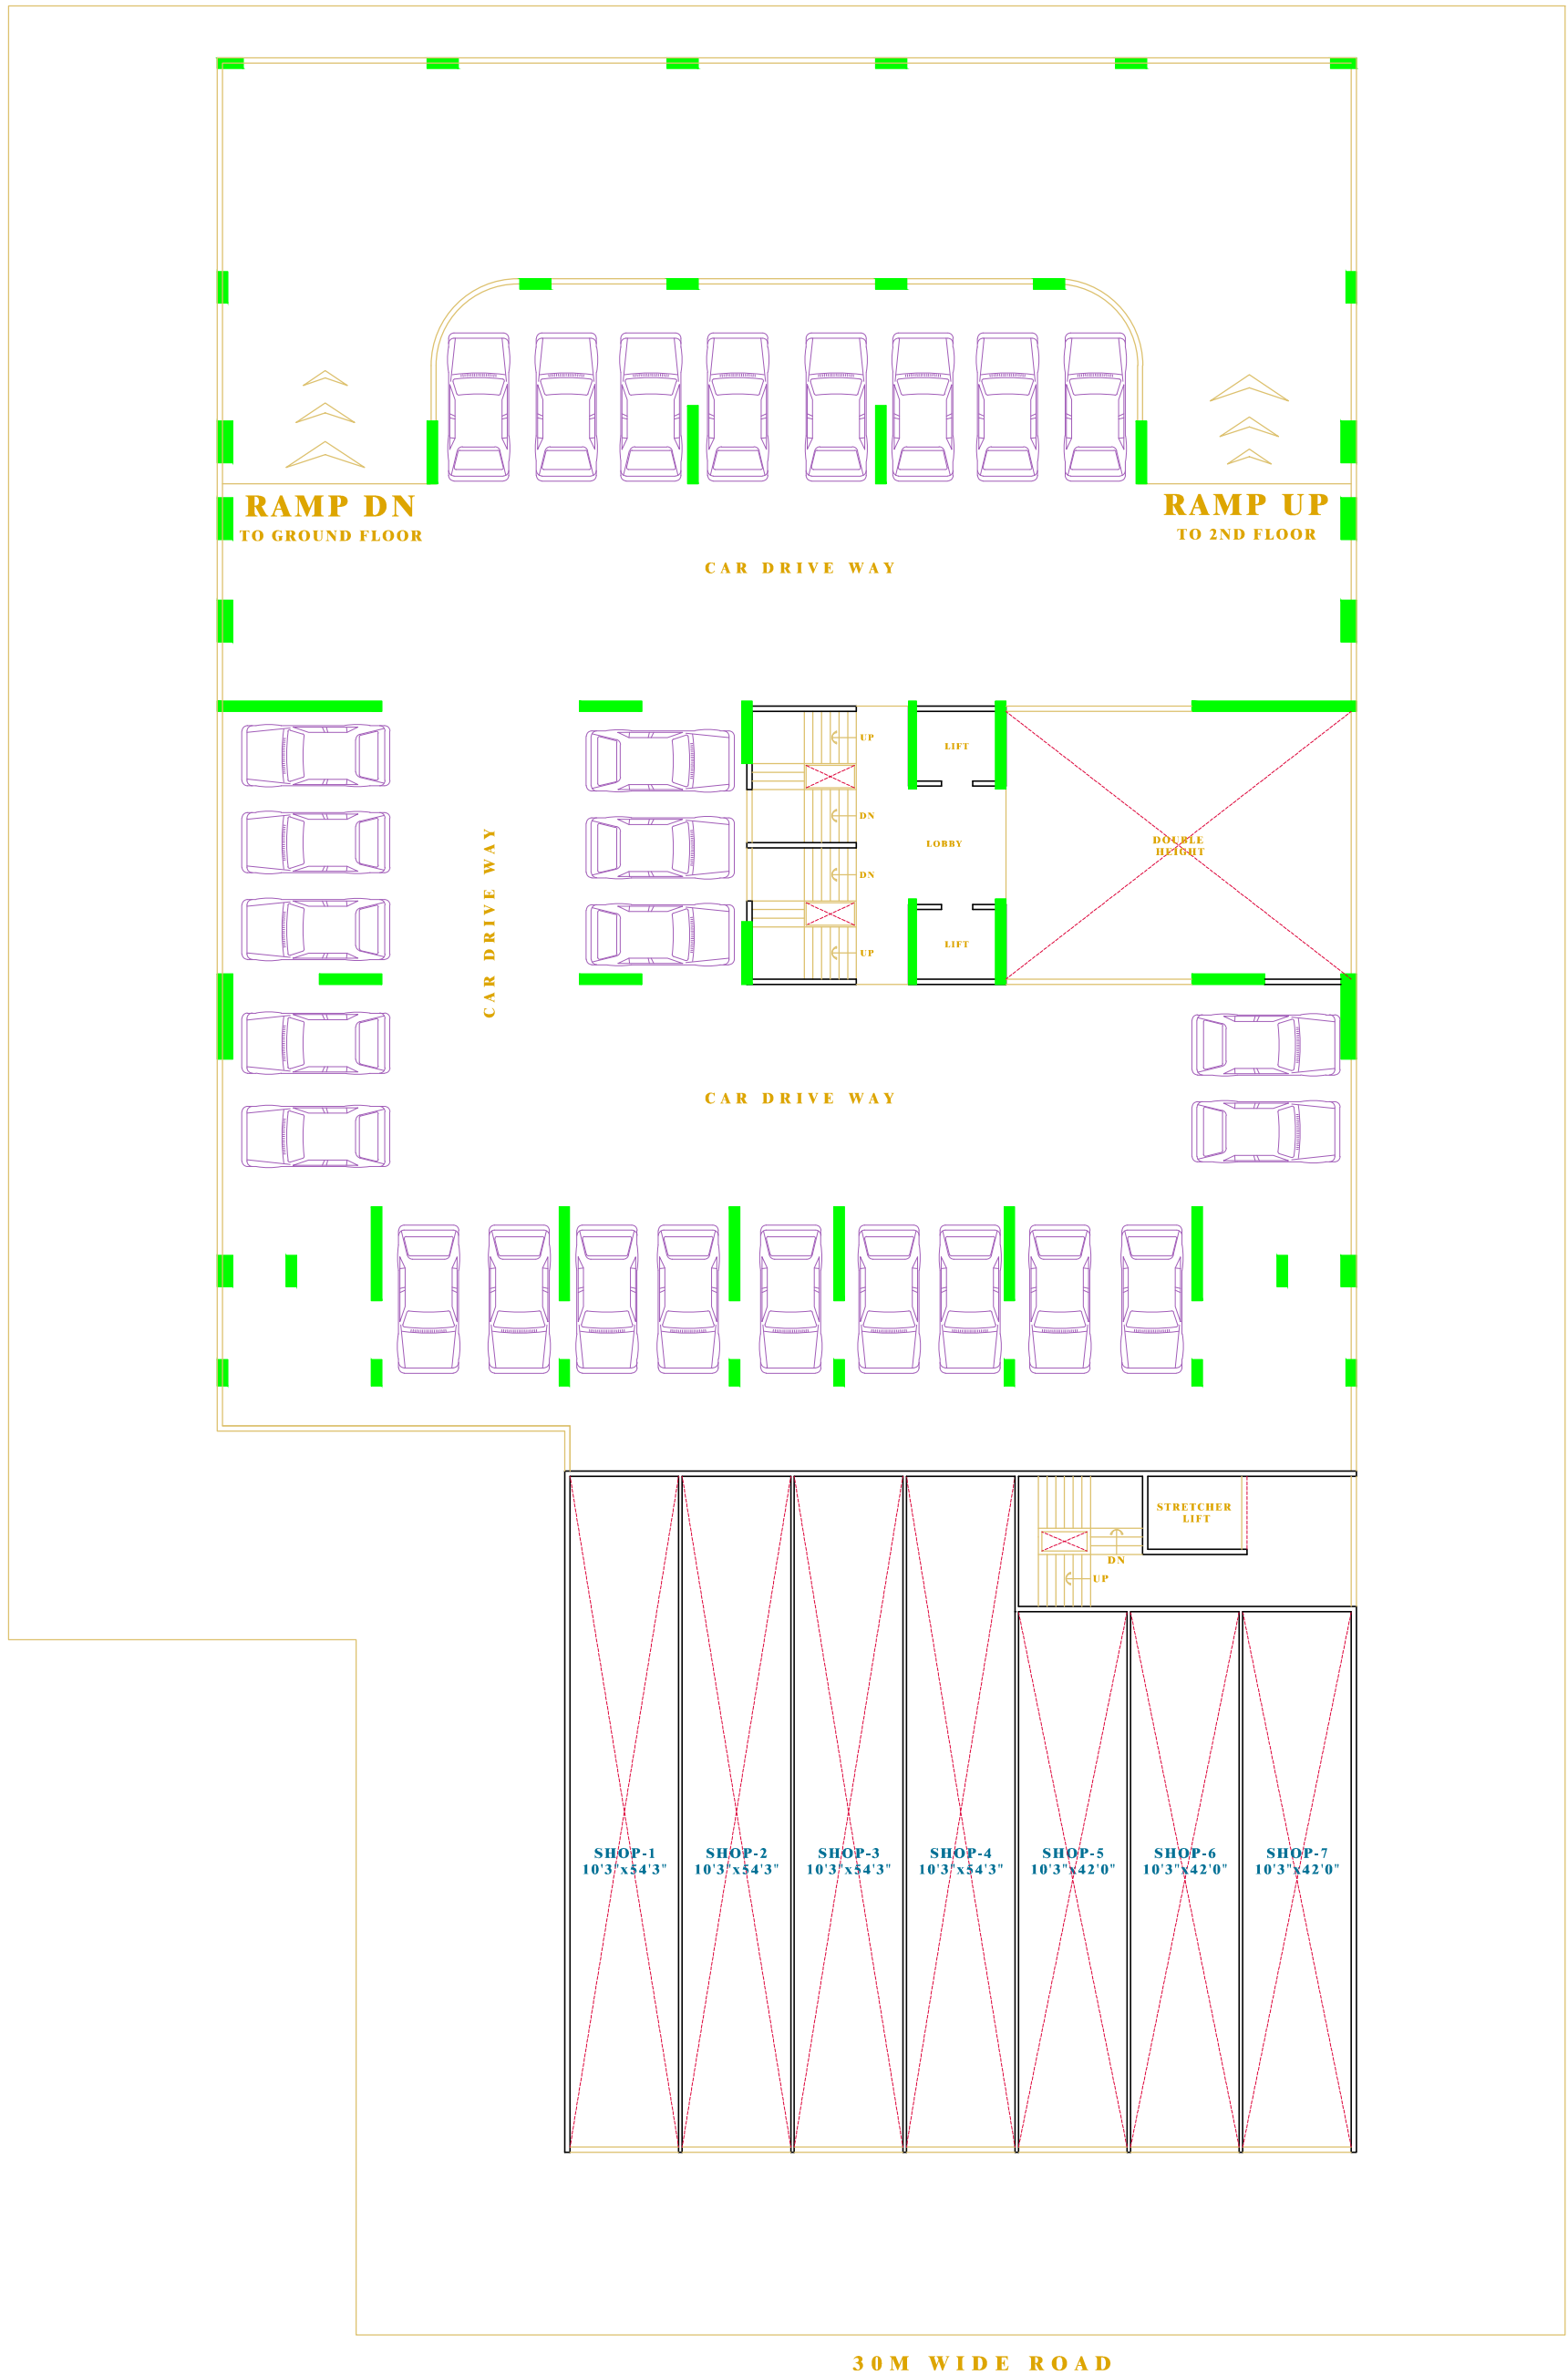 RAMP DN
TO GROUND FLOOR
RAMP UP
TO 2ND FLOOR
CAR DRIVE WAY
UP
LIFT
DN
LOBBY
DOUBLE
HEIGHT
DN
CAR DRIVE WAY
LIFT
UP
CAR DRIVE WAY
STRETCHER
LIFT
DN
UP
SHOP-1
10'3"x54'3"
SHOP-2
10'3"x54'3"
SHOP-3
10'3"x54'3"
SHOP-4
10'3"x54'3"
SHOP-5
10'3"x42'0"
SHOP-6
10'3"x42'0"
SHOP-7
10'3"x42'0"
30M WIDE ROAD